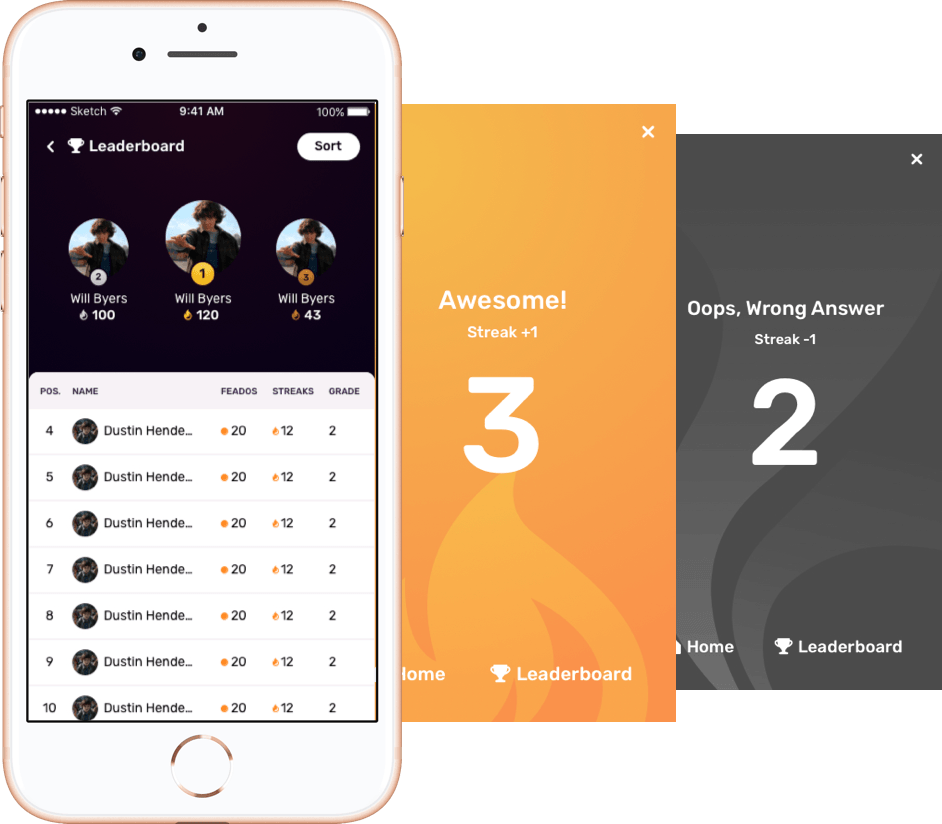 Sketch 9:41 AM 100%
Leaderboard Sort
2 1 3
Will Byers Will Byers Will Byers
100 120 43
POS. NAME FEADOS STREAKS GRADE
4 Dustin Hende... 20 12 2
5 Dustin Hende... 20 12 2
6 Dustin Hende... 20 12 2
7 Dustin Hende... 20 12 2
8 Dustin Hende... 20 12 2
9 Dustin Hende... 20 12 2
10 Dustin Hende... 20 12 2
Awesome!
Streak +1
3
Home Leaderboard
Oops, Wrong Answer
Streak -1
2
Home Leaderboard